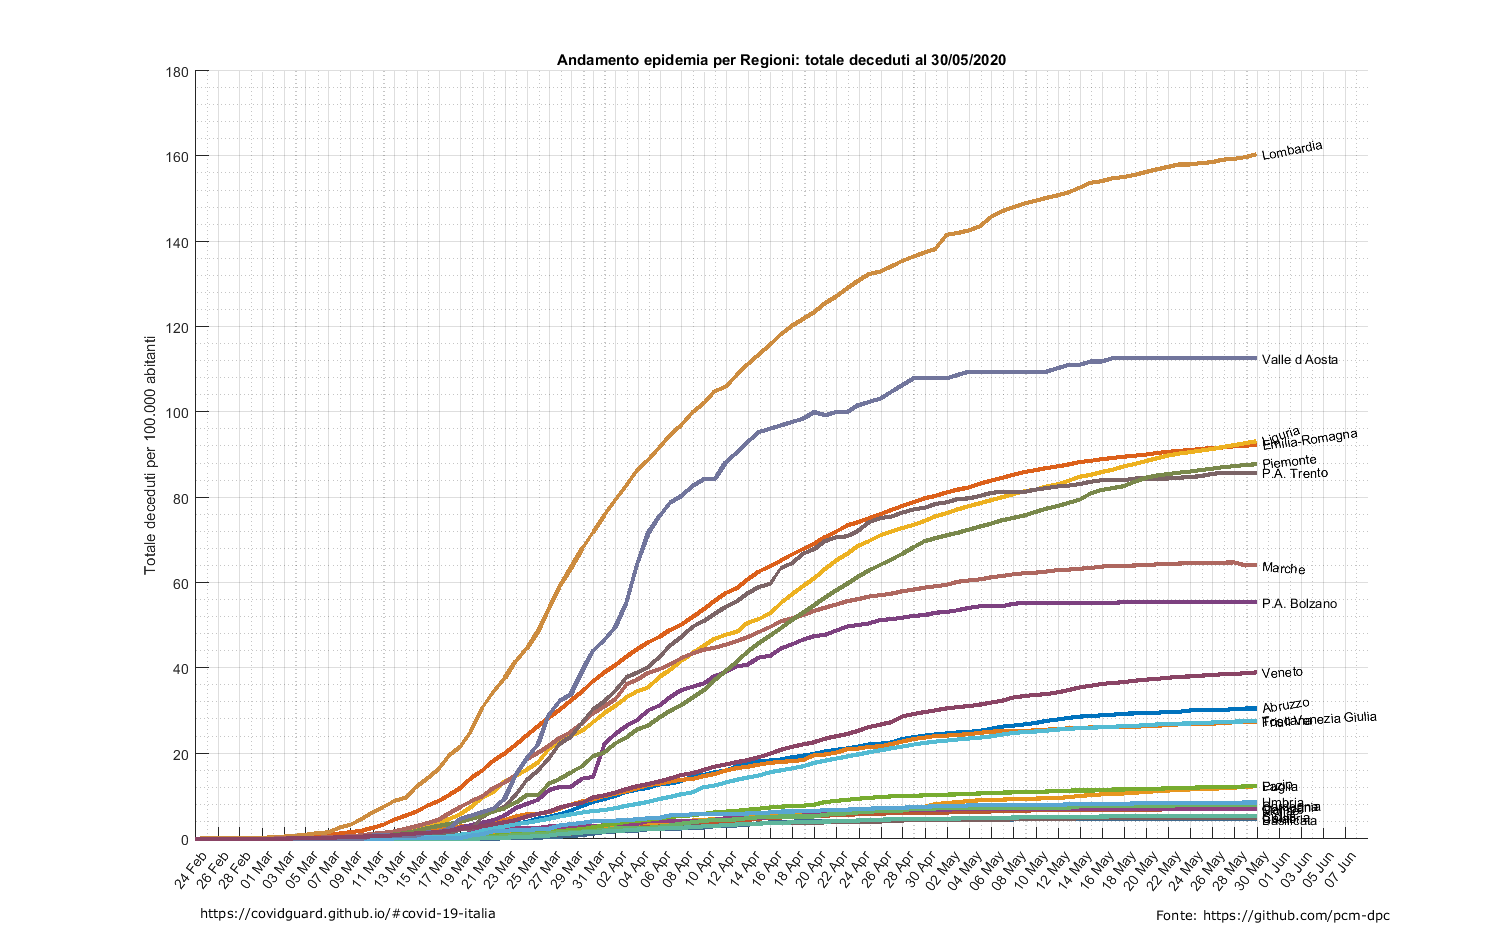 Andamento epidemia per Regioni: totale deceduti al 30/05/2020
Totale deceduti per 100.000 abitanti
180
160
140
120
100
80
60
40
20
0
Lombardia
Valle d Aosta
Liguria
Emilia-Romagna
Piemonte
P.A. Trento
Marche
P.A. Bolzano
Veneto
Abruzzo
Friuli Venezia Giulia
Toscana
Lazio
Puglia
Umbria
Basilicata
24 Feb
26 Feb
28 Feb
01 Mar
03 Mar
05 Mar
07 Mar
09 Mar
11 Mar
13 Mar
15 Mar
17 Mar
19 Mar
21 Mar
23 Mar
25 Mar
27 Mar
29 Mar
31 Mar
02 Apr
04 Apr
06 Apr
08 Apr
10 Apr
12 Apr
14 Apr
16 Apr
18 Apr
20 Apr
22 Apr
24 Apr
26 Apr
28 Apr
30 Apr
02 May
04 May
06 May
08 May
10 May
12 May
14 May
16 May
18 May
20 May
22 May
24 May
26 May
28 May
30 May
01 Jun
03 Jun
05 Jun
07 Jun
https://covidguard.github.io/#covid-19-italia
Fonte: https://github.com/pcm-dpc